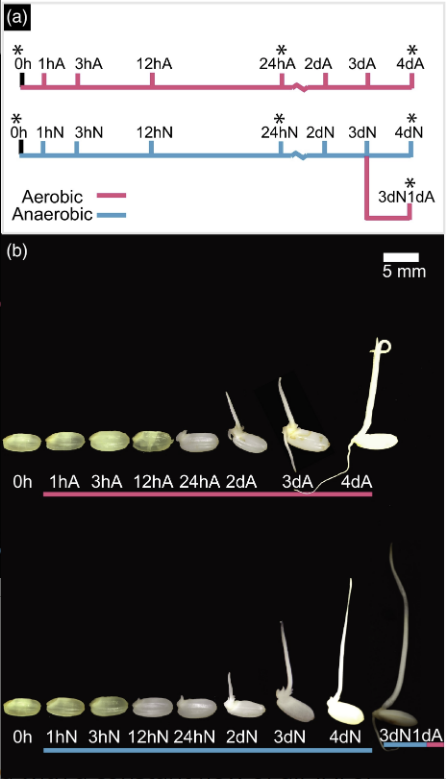 (a)
* * *
0h 1hA 3hA 12hA 24hA 2dA 3dA 4dA
* * *
0h 1hN 3hN 12hN 24hN 2dN 3dN 4dN
*
Aerobic 3dN1dA
Anaerobic
(b)
5 mm
0h 1hA 3hA 12hA 24hA 2dA 3dA 4dA
0h 1hN 3hN 12hN 24hN 2dN 3dN 4dN 3dN1dA